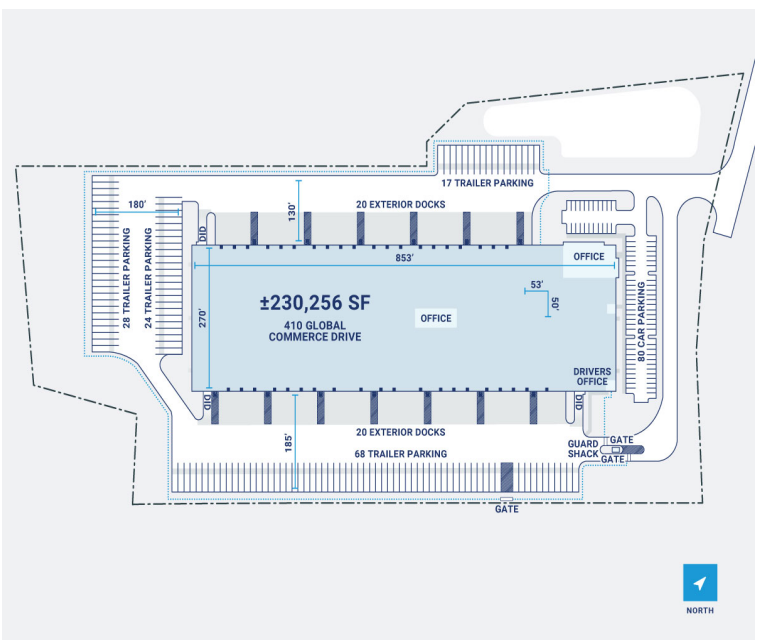 17 TRAILER PARKING
180'
130'
20 EXTERIOR DOCKS
DID
28 TRAILER PARKING
24 TRAILER PARKING
853'
OFFICE
53'
50'
±230,256 SF
410 GLOBAL
COMMERCE DRIVE
OFFICE
270'
80 CAR PARKING
DRIVERS
OFFICE
DID
DID
20 EXTERIOR DOCKS
185'
68 TRAILER PARKING
GUARD
SHACK
GATE
GATE
GATE
NORTH